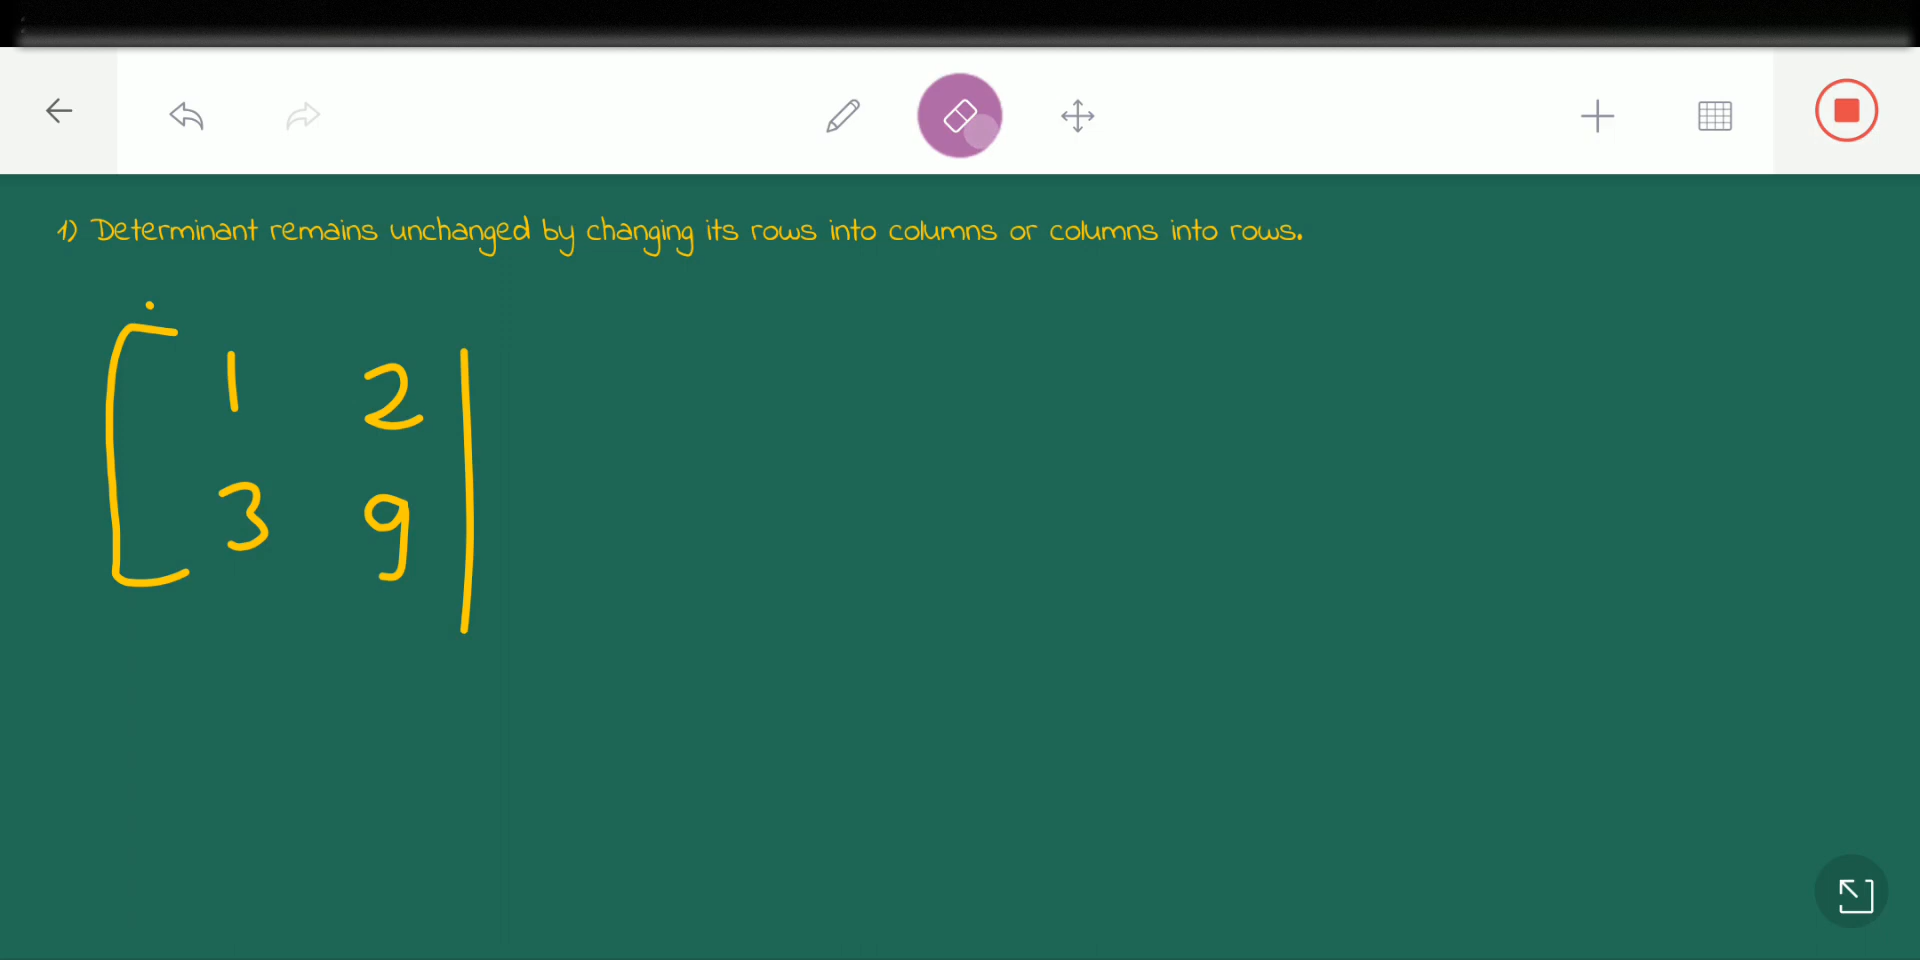 1) Determinant remains unchanged by changing its rows into columns or columns into rows.
1 2
3 9